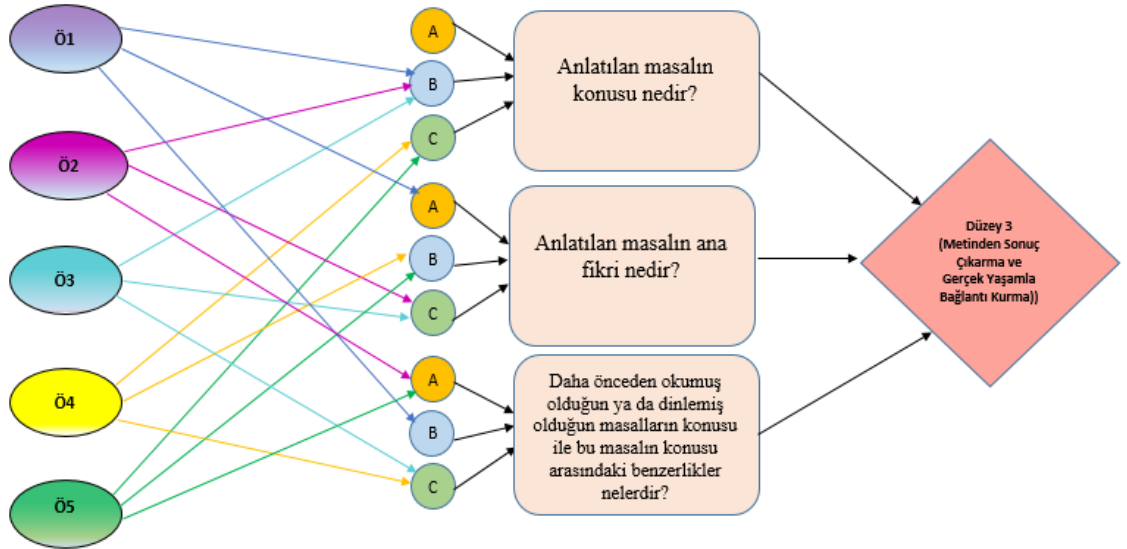 Ö1
Ö2
Ö3
Ö4
Ö5
A
B
C
A
B
C
A
B
C
Anlatılan masalın
konusu nedir?
Anlatılan masalın ana
fikri nedir?
Daha önceden okumuş
olduğun ya da dinlemiş
olduğun masalların konusu
ile bu masalın konusu
arasındaki benzerlikler
nelerdir?
Düzey 3
(Metinden Sonuç
Çıkarma ve
Gerçek Yaşamla
Bağlantı Kurma))